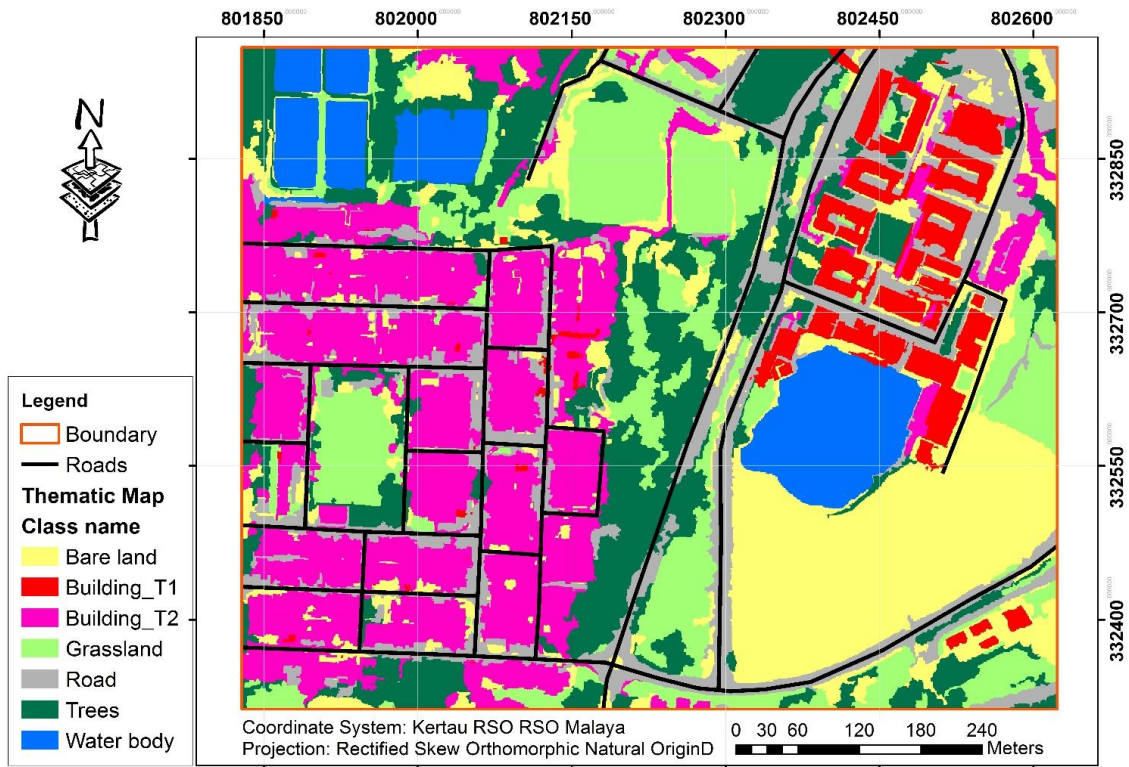 801850 802000 802150 802300 802450 802600
N
332850
332700
332550
332400
Legend
Boundary
Roads
Thematic Map
Class name
Bare land
Building_T1
Building_T2
Grassland
Road
Trees
Water body
Coordinate System: Kertau RSO RSO Malaya
Projection: Rectified Skew Orthomorphic Natural OriginD
0 30 60 120 180 240
Meters